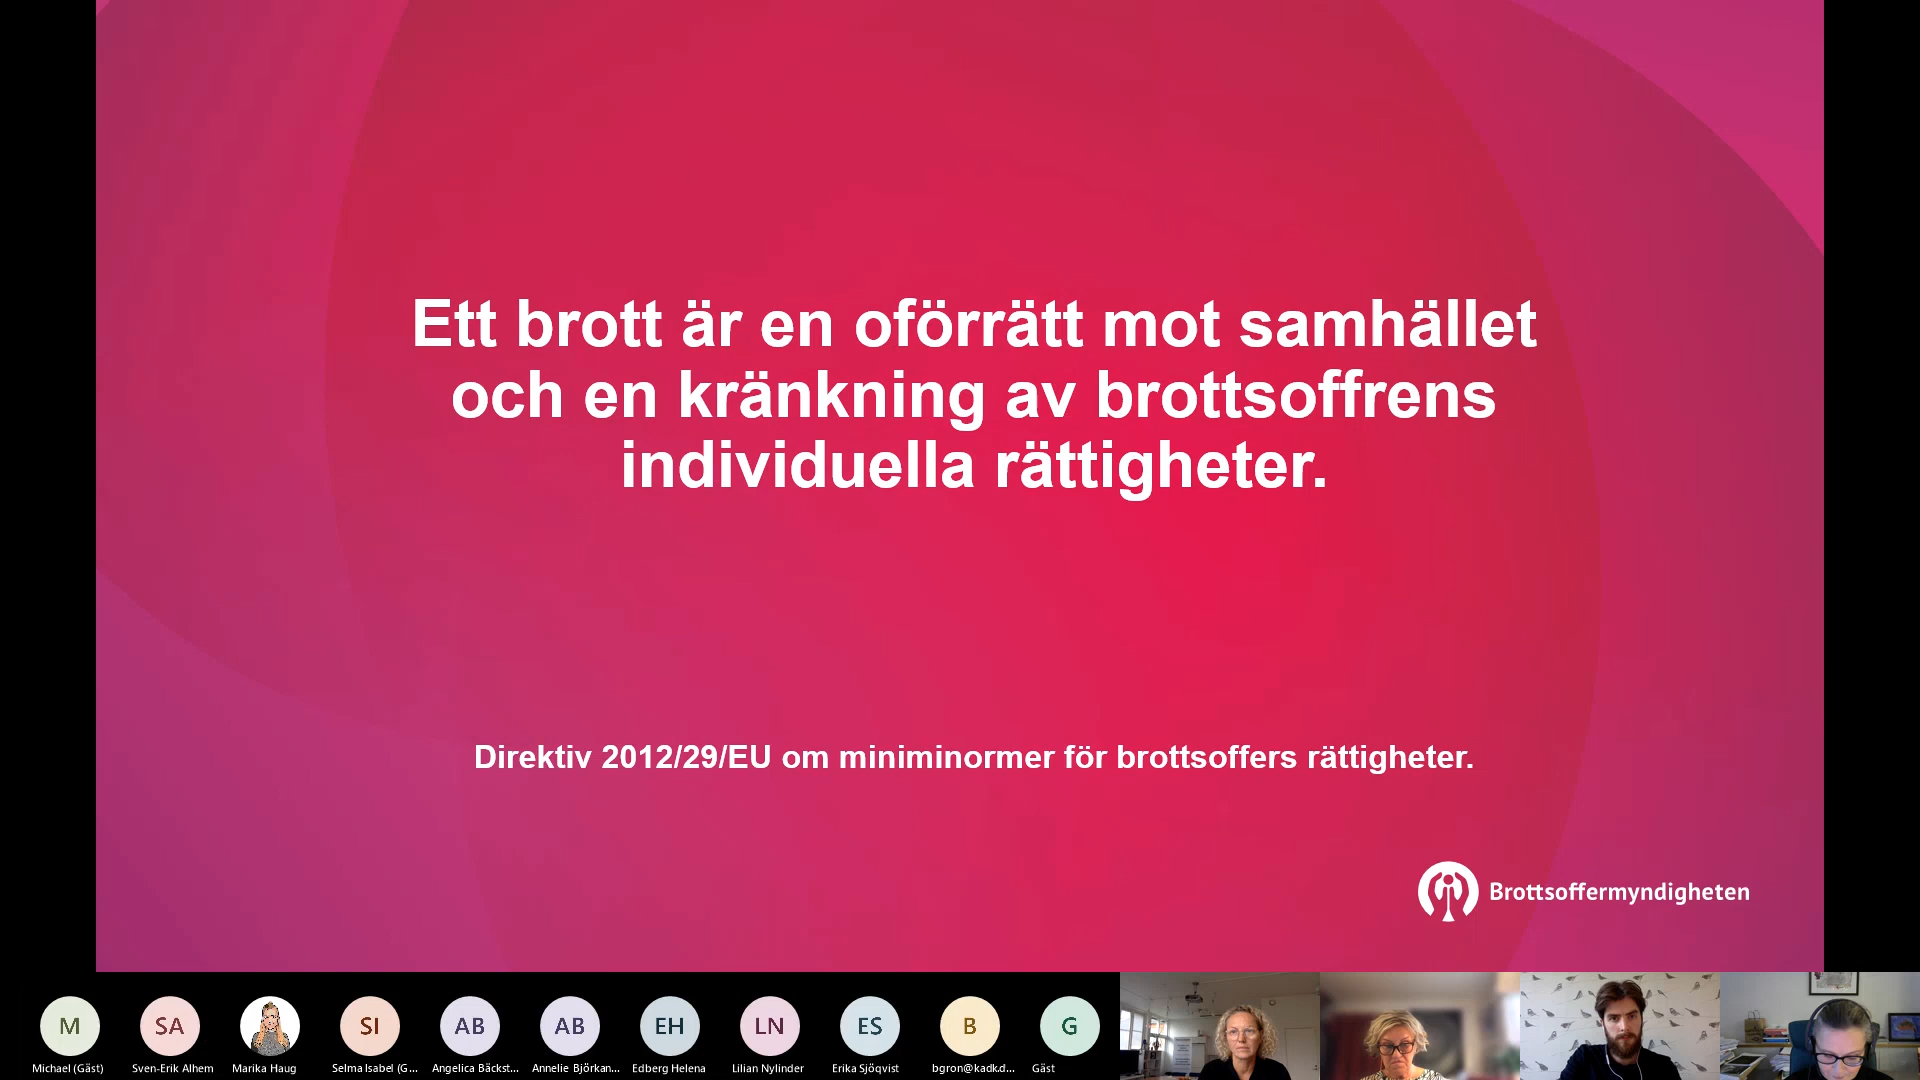 Ett brott är en oförrätt mot samhället
och en kränkning av brottsoffrens
individuella rättigheter.
Direktiv 2012/29/EU om miniminormer för brottsoffers rättigheter.
Brottsoffermyndigheten
M
SA
SI
AB
AB
EH
LN
ES
B
G
Michael (Gäst)
Sven-Erik Alhem
Marika Haug
Selma Isabel (G...
Angelica Bäckst...
Annelie Björkan...
Edberg Helena
Lilian Nylinder
Erika Sjöqvist
bgron@kadk.d...
Gäst